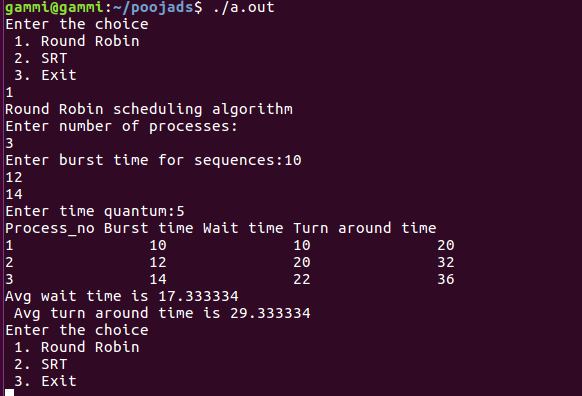 gammi@gammi:~/poojads$ ./a.out
Enter the choice
 1. Round Robin
 2. SRT
 3. Exit
1
Round Robin scheduling algorithm
Enter number of processes:
3
Enter burst time for sequences:10
12
14
Enter time quantum:5
Process_no Burst time Wait time Turn around time
1                10               10               20
2                12               20               32
3                14               22               36
Avg wait time is 17.333334
 Avg turn around time is 29.333334
Enter the choice
 1. Round Robin
 2. SRT
 3. Exit